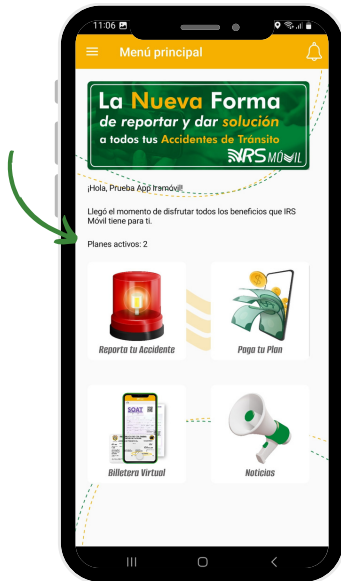 11:06
Menú principal
La Nueva Forma
de reportar y dar solución
a todos tus Accidentes de Tránsito
IRS MÓVIL
¡Hola, Prueba App Irsmóvil!
Llegó el momento de disfrutar todos los beneficios que IRS
Móvil tiene para ti.
Planes activos: 2
Reporta tu Accidente
Paga tu Plan
SOAT
Billetera Virtual
Noticias